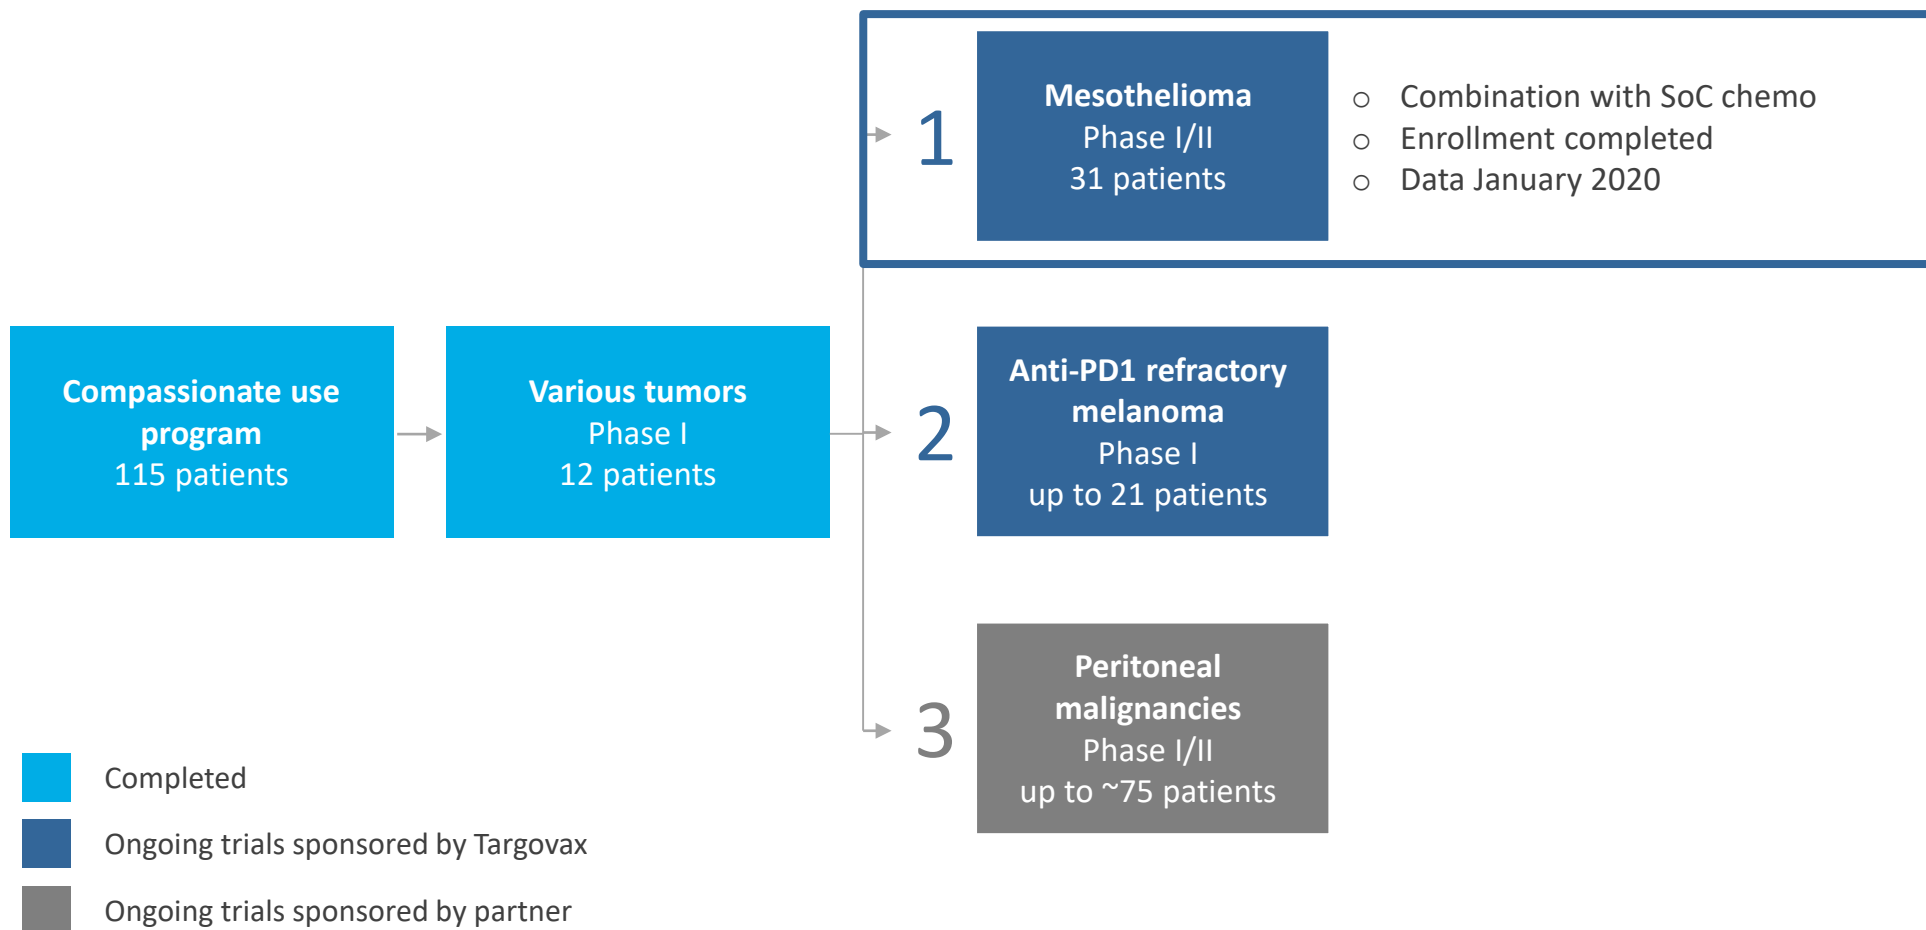 1
Mesothelioma
Phase I/II
31 patients
○ Combination with SoC chemo
○ Enrollment completed
○ Data January 2020
Compassionate use
program
115 patients
Various tumors
Phase I
12 patients
2
Anti-PD1 refractory
melanoma
Phase I
up to 21 patients
3
Peritoneal
malignancies
Phase I/II
up to ~75 patients
Completed
Ongoing trials sponsored by Targovax
Ongoing trials sponsored by partner